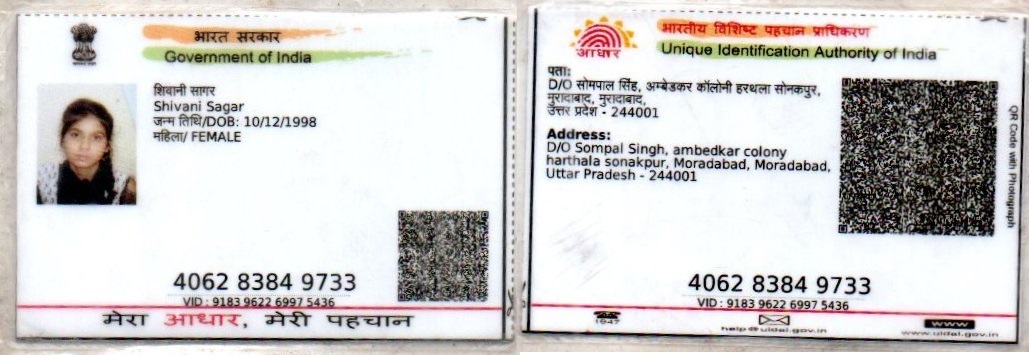 भारत सरकार
Government of India
शिवानी सागर
Shivani Sagar
जन्म तिथि/DOB: 10/12/1998
महिला/ FEMALE
4062 8384 9733
VID : 9183 9622 6997 5436
मेरा आधार, मेरी पहचान
भारतीय विशिष्ट पहचान प्राधिकरण
Unique Identification Authority of India
आधार
पता:
D/O सोमपाल सिंह, अम्बेडकर कॉलोनी हरथला सोनकपुर,
मुरादाबाद, मुरादाबाद,
उत्तर प्रदेश - 244001
Address:
D/O Sompal Singh, ambedkar colony
harthala sonakpur, Moradabad, Moradabad,
Uttar Pradesh - 244001
QR Code with Photograph
4062 8384 9733
VID : 9183 9622 6997 5436
1947
help@uidai.gov.in
www
www.uidai.gov.in